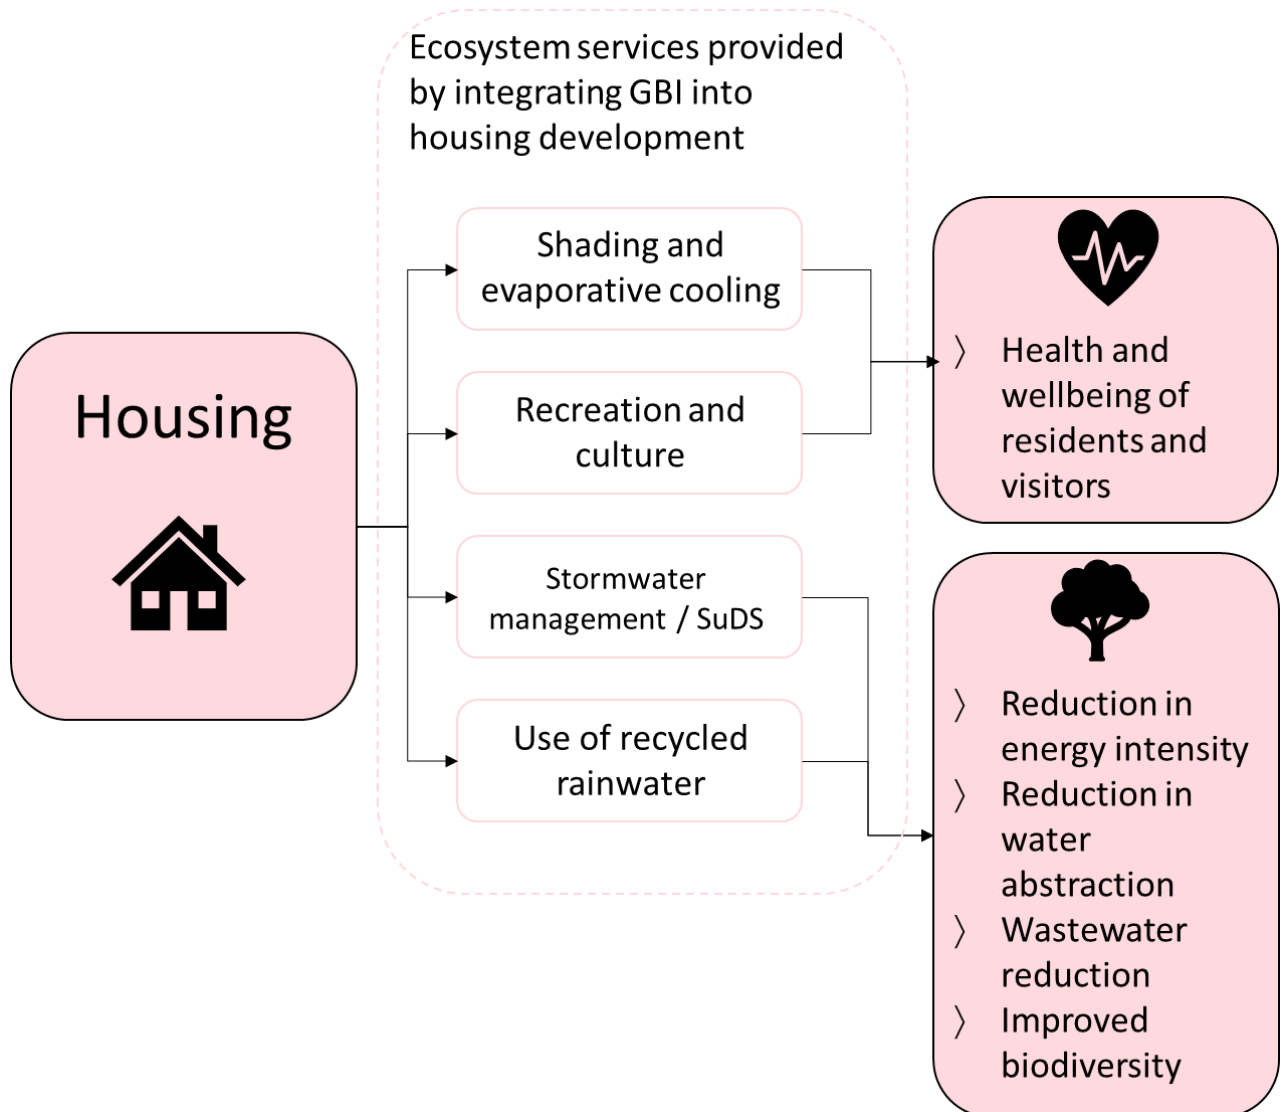 Ecosystem services provided
by integrating GBI into
housing development
Housing
Shading and
evaporative cooling
Recreation and
culture
Stormwater
management / SuDS
Use of recycled
rainwater
〉 Health and
wellbeing of
residents and
visitors
〉 Reduction in
energy intensity
〉 Reduction in
water
abstraction
〉 Wastewater
reduction
〉 Improved
biodiversity